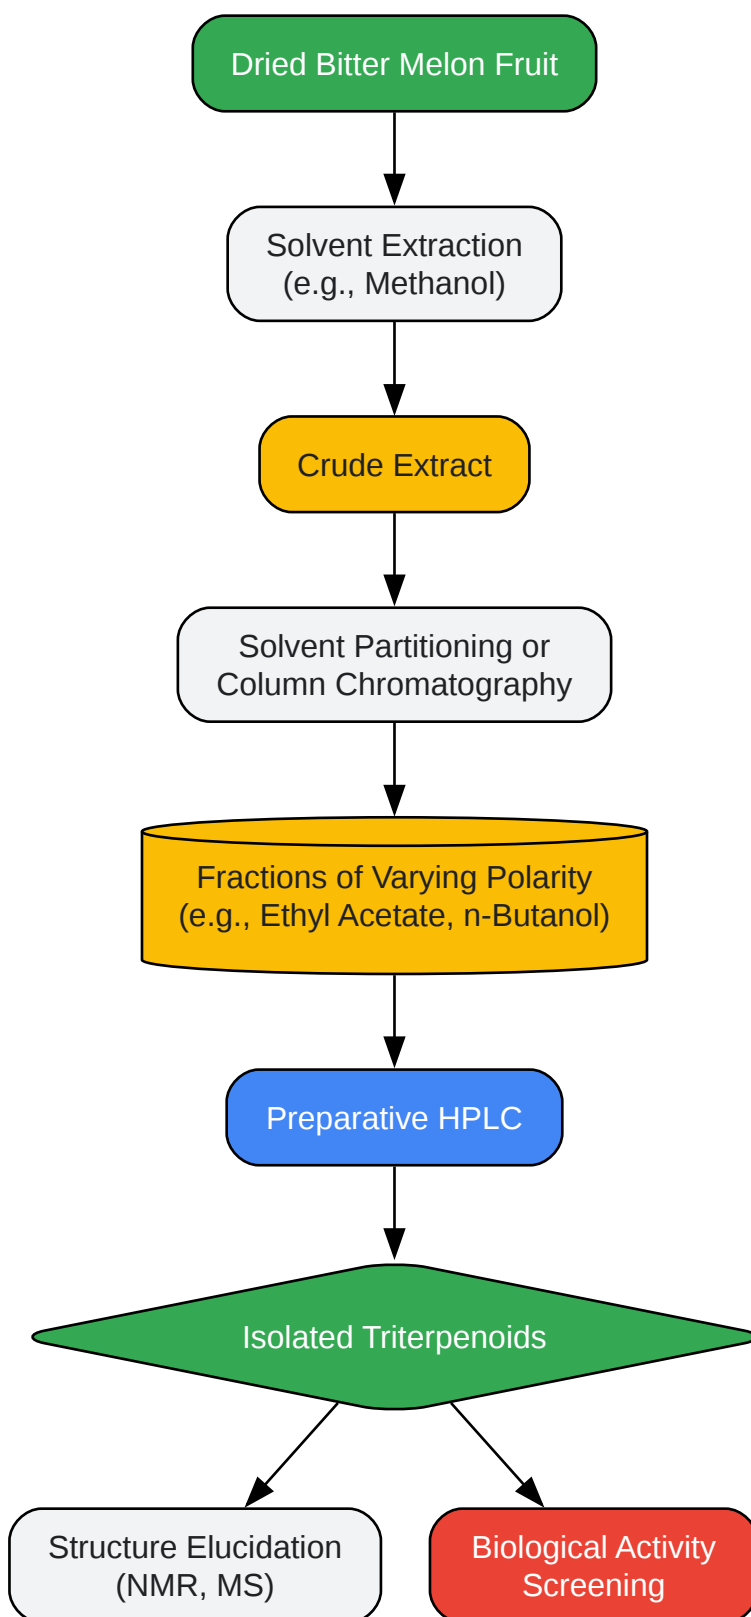 Dried Bitter Melon Fruit
Solvent Extraction
(e.g., Methanol)
Crude Extract
Solvent Partitioning or
Column Chromatography
Fractions of Varying Polarity
(e.g., Ethyl Acetate, n-Butanol)
Preparative HPLC
Isolated Triterpenoids
Structure Elucidation
(NMR, MS)
Biological Activity
Screening